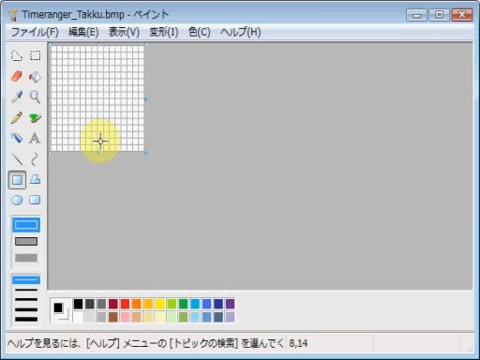 Timeranger_Takku.bmp - ペイント
ファイル(F) 編集(E) 表示(V) 変形(I) 色(C) ヘルプ(H)
A
ヘルプを見るには、[ヘルプ] メニューの [トピックの検索] を選んでく 8,14